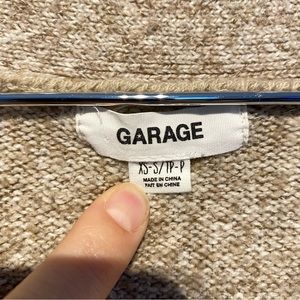 GARAGE
XS-S/TP-P
MADE IN CHINA
FAIT EN CHINE